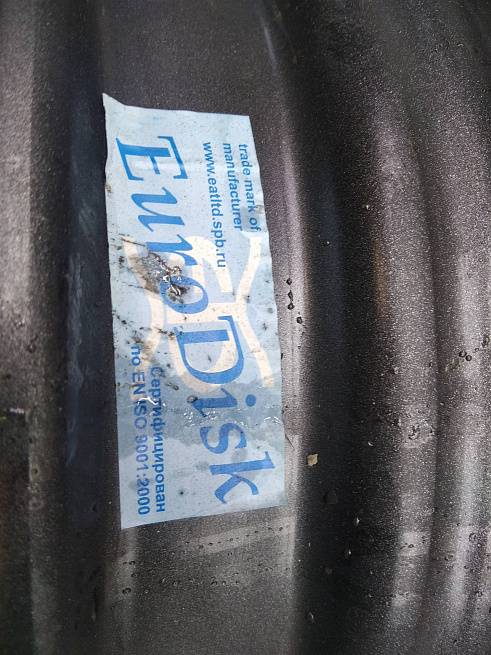 trade mark of
manufacturer
www.eatltd.spb.ru
EuroDisk
Сертифицирован
по EN ISO 9001:2000